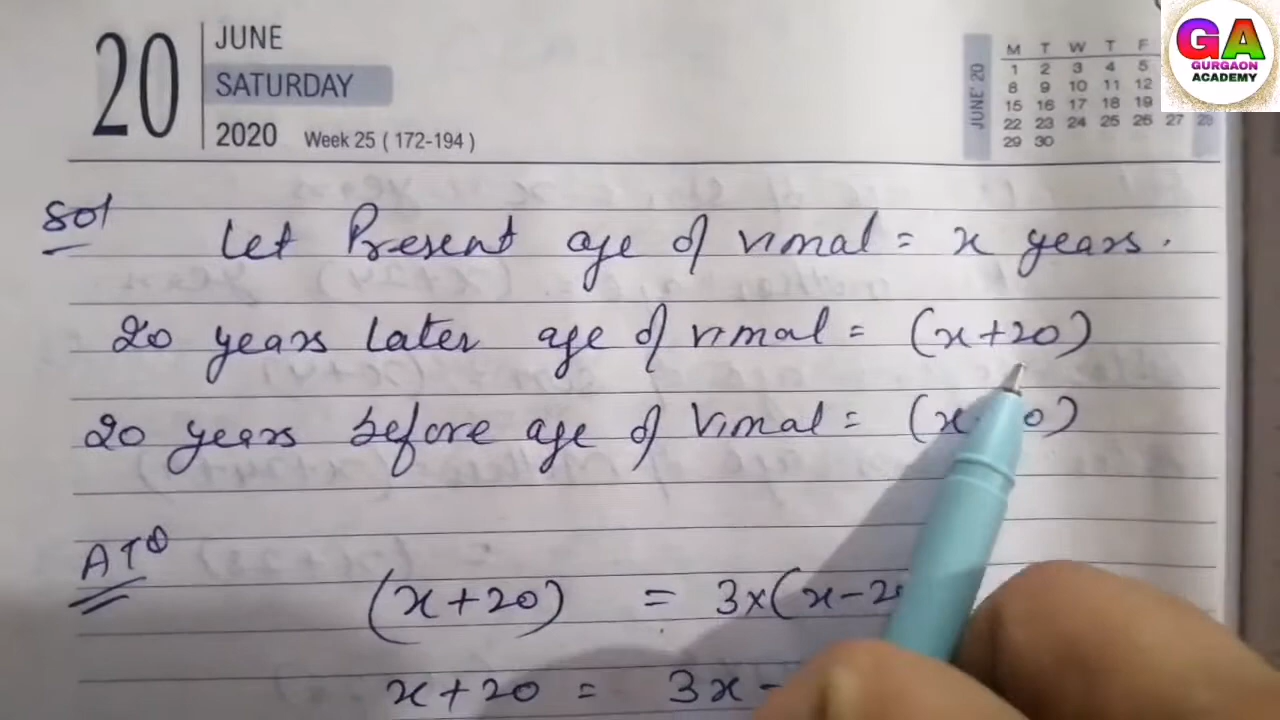 20
JUNE
SATURDAY
2020 Week 25 ( 172-194 )
JUNE' 20
M T W T F
1 2 3 4 5
8 9 10 11 12
15 16 17 18 19
22 23 24 25 26 27 28
29 30
GA
GURGAON
ACADEMY
Sol Let Present age of vimal = x years.
20 years Later age of vimal = (x+20)
20 years before age of Vimal = (x 0)
ATQ
(x+20) = 3×(x-2
x+20 = 3x-